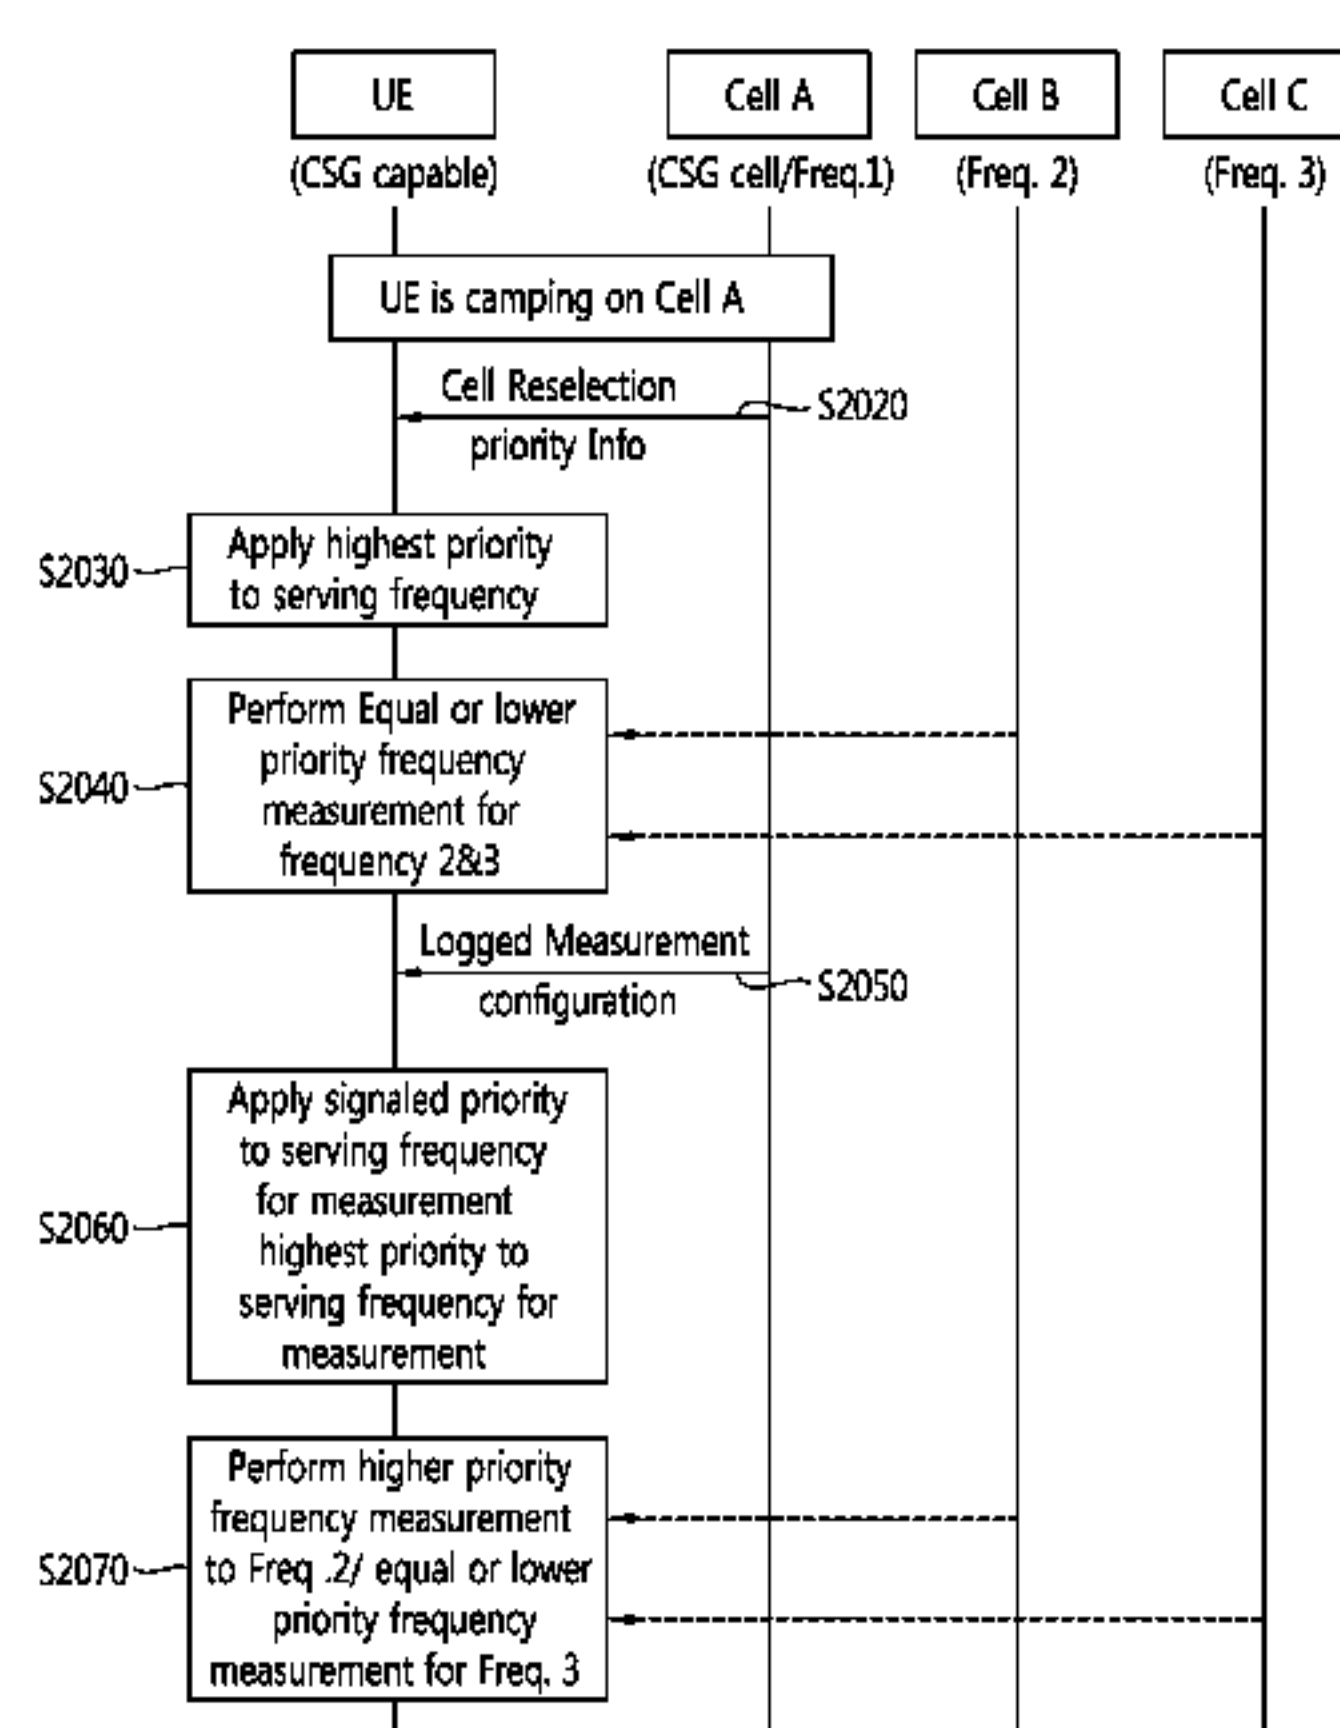 UE
Cell A
Cell B
Cell C
(CSG capable)
(CSG cell/Freq.1)
(Freq. 2)
(Freq. 3)
UE is camping on Cell A
Cell Reselection
priority Info
S2020
S2030
Apply highest priority
to serving frequency
S2040
Perform Equal or lower
priority frequency
measurement for
frequency 2&3
Logged Measurement
configuration
S2050
S2060
Apply signaled priority
to serving frequency
for measurement
highest priority to
serving frequency for
measurement
S2070
Perform higher priority
frequency measurement
to Freq .2/ equal or lower
priority frequency
measurement for Freq. 3